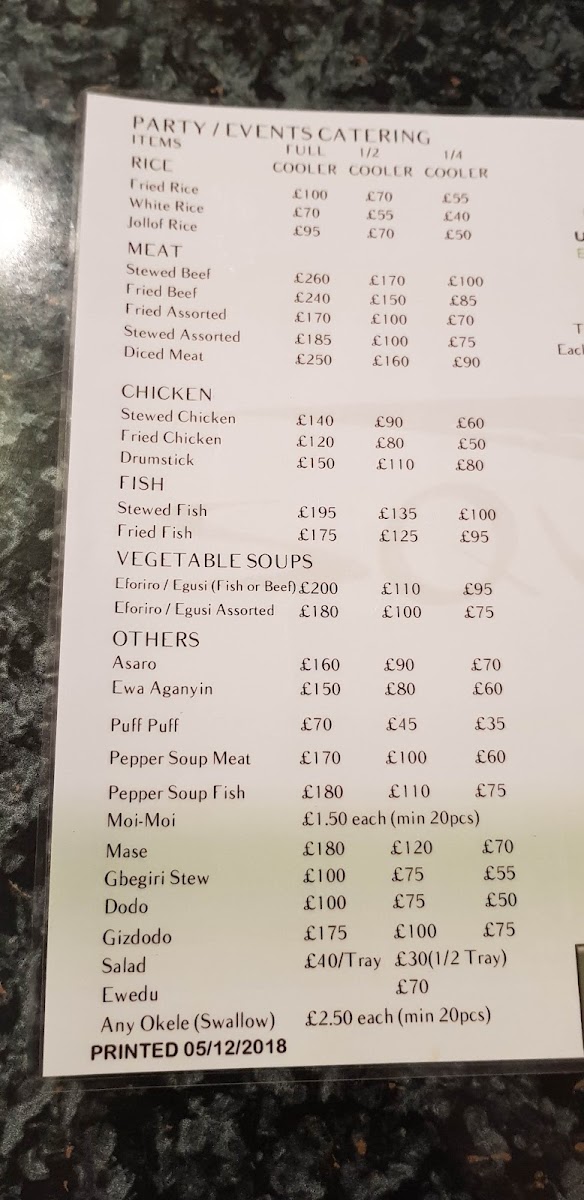 PARTY / EVENTS CATERING
ITEMS FULL 1/2 1/4
RICE COOLER COOLER COOLER
Fried Rice £100 £70 £55
White Rice £70 £55 £40
Jollof Rice £95 £70 £50
MEAT
Stewed Beef £260 £170 £100
Fried Beef £240 £150 £85
Fried Assorted £170 £100 £70
Stewed Assorted £185 £100 £75
Diced Meat £250 £160 £90
CHICKEN
Stewed Chicken £140 £90 £60
Fried Chicken £120 £80 £50
Drumstick £150 £110 £80
FISH
Stewed Fish £195 £135 £100
Fried Fish £175 £125 £95
VEGETABLE SOUPS
Eforiro / Egusi (Fish or Beef) £200 £110 £95
Eforiro / Egusi Assorted £180 £100 £75
OTHERS
Asaro £160 £90 £70
Ewa Aganyin £150 £80 £60
Puff Puff £70 £45 £35
Pepper Soup Meat £170 £100 £60
Pepper Soup Fish £180 £110 £75
Moi-Moi £1.50 each (min 20pcs)
Mase £180 £120 £70
Gbegiri Stew £100 £75 £55
Dodo £100 £75 £50
Gizdodo £175 £100 £75
Salad £40/Tray £30(1/2 Tray)
Ewedu £70
Any Okele (Swallow) £2.50 each (min 20pcs)
PRINTED 05/12/2018